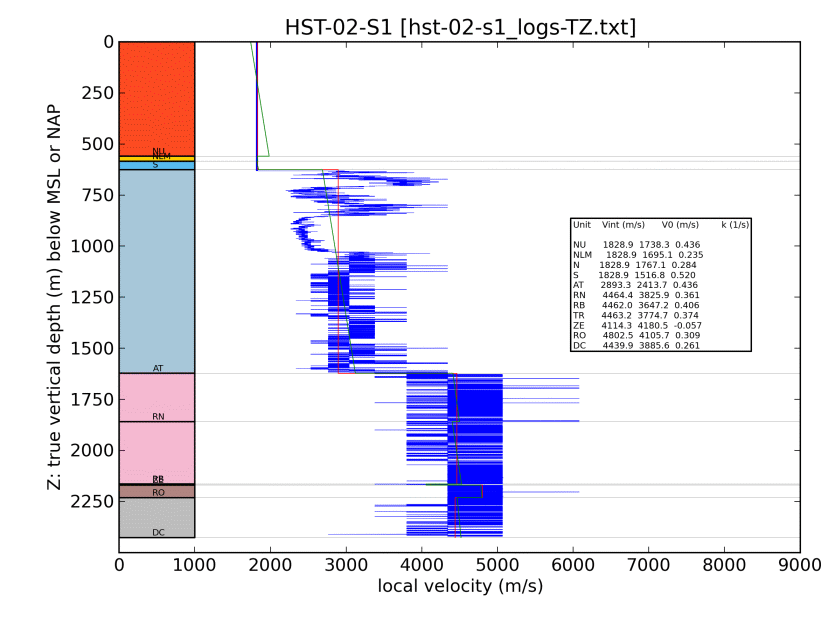 HST-02-S1 [hst-02-s1_logs-TZ.txt]
Z: true vertical depth (m) below MSL or NAP
0
250
500
750
1000
1250
1500
1750
2000
2250
NU
NLM
S
AT
RN
RB
RO
DC
Unit Vint (m/s) V0 (m/s) k (1/s)
NU 1828.9 1738.3 0.436
NLM 1828.9 1695.1 0.235
N 1828.9 1767.1 0.284
S 1828.9 1516.8 0.520
AT 2893.3 2413.7 0.436
RN 4464.4 3825.9 0.361
RB 4462.0 3647.2 0.406
TR 4463.2 3774.7 0.374
ZE 4114.3 4180.5 -0.057
RO 4802.5 4105.7 0.309
DC 4439.9 3885.6 0.261
0 1000 2000 3000 4000 5000 6000 7000 8000 9000
local velocity (m/s)